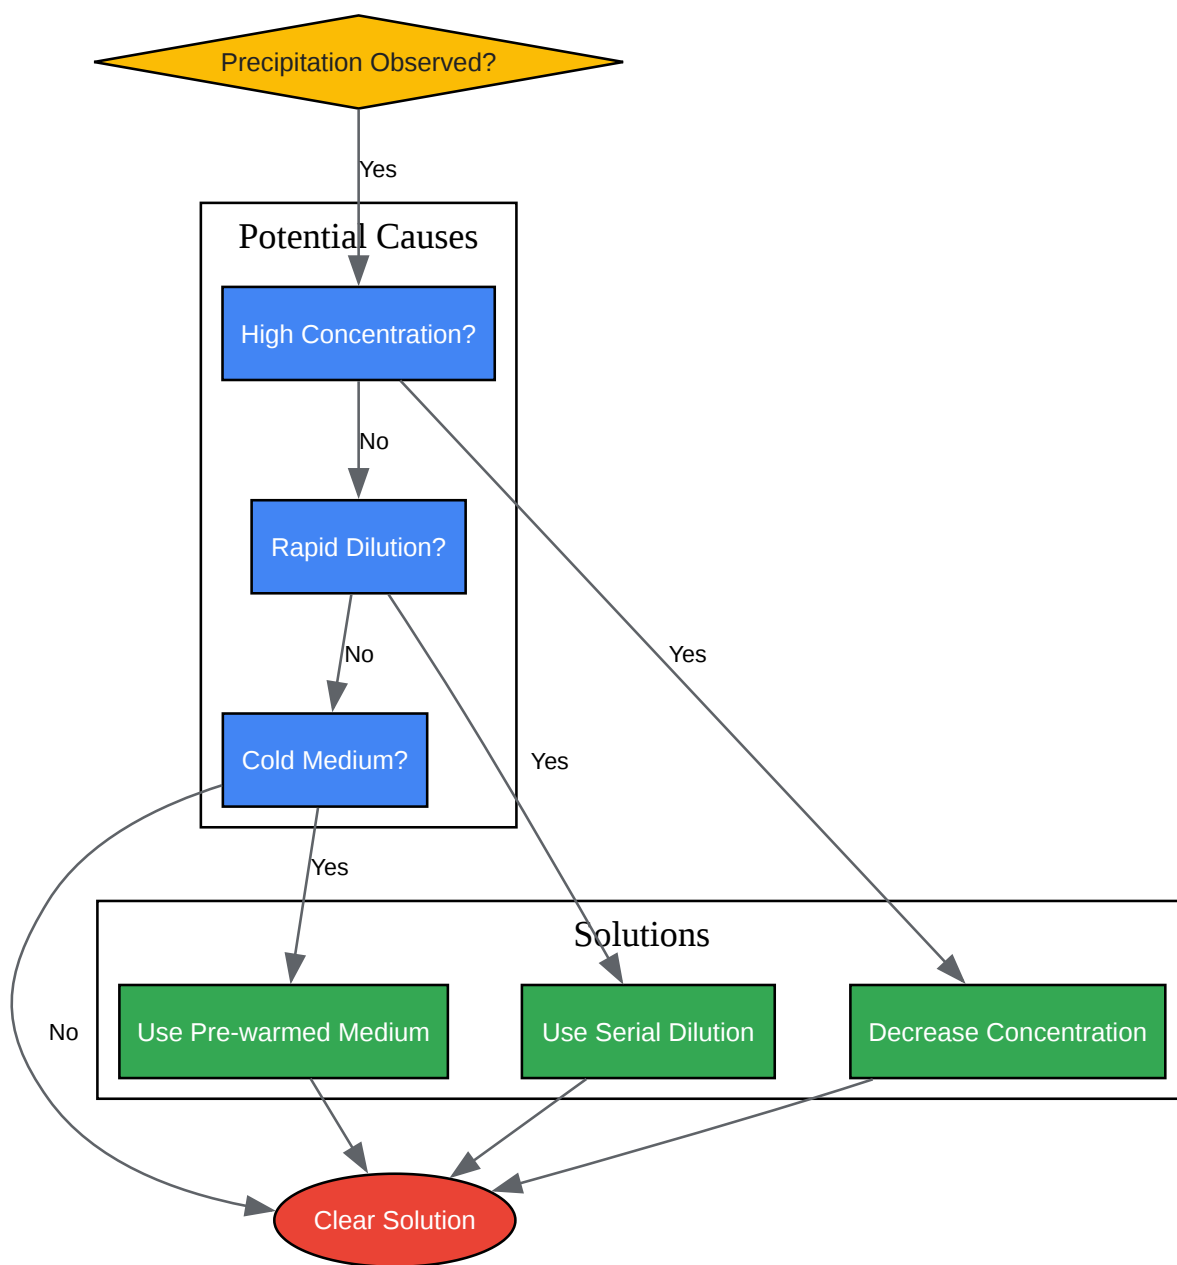 Precipitation Observed?
Yes
Potential Causes
High Concentration?
No
Rapid Dilution?
No
Yes
Cold Medium?
Yes
Yes
Solutions
No
Use Pre-warmed Medium
Use Serial Dilution
Decrease Concentration
Clear Solution